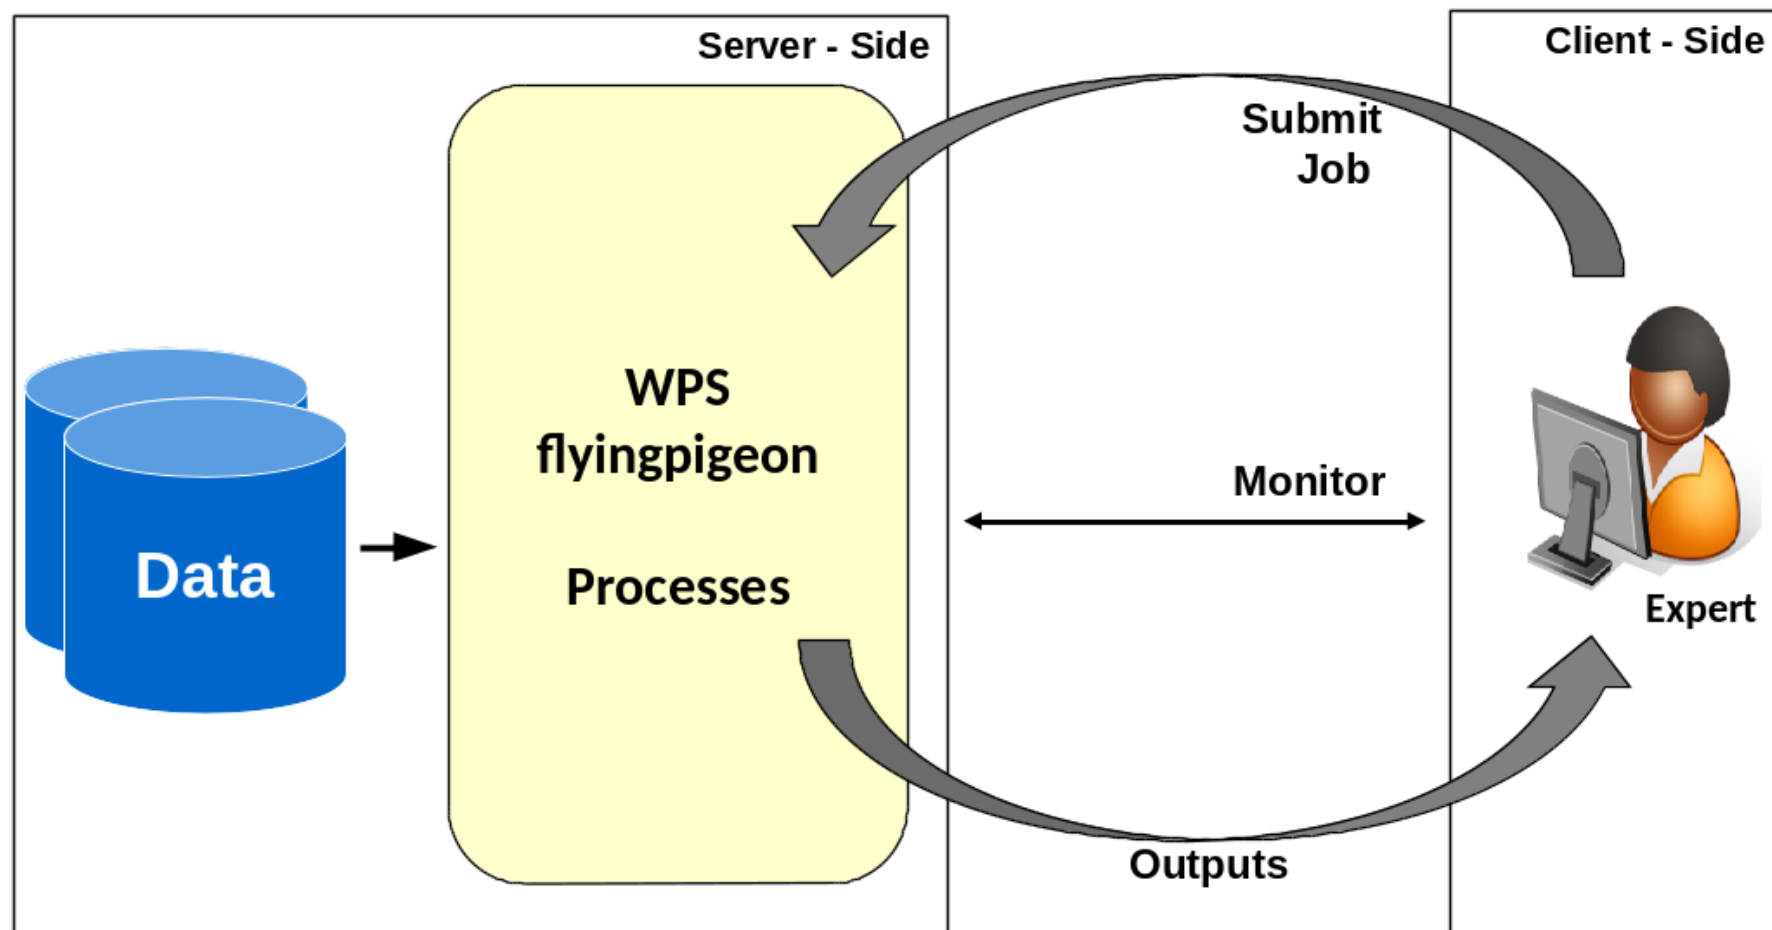 Server - Side
Client - Side
Submit
Job
WPS
flyingpigeon
Monitor
Data
Processes
Expert
Outputs